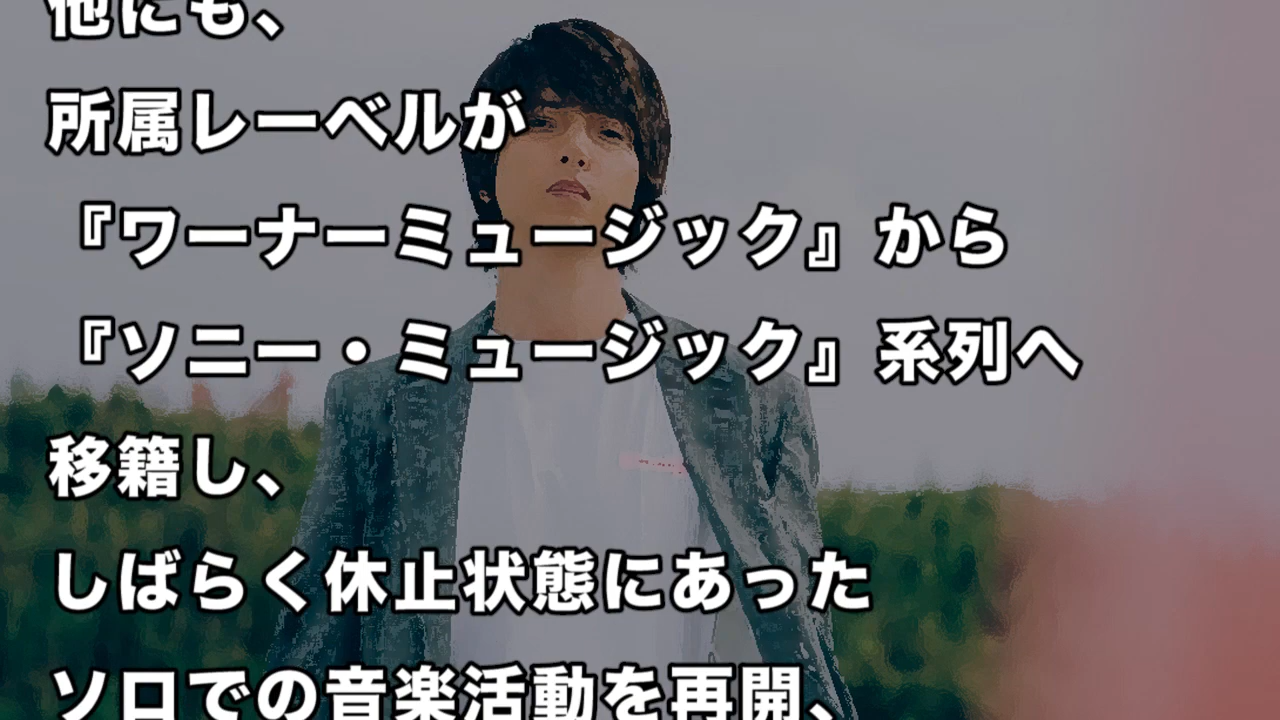 他にも、
所属レーベルが
『ワーナーミュージック』から
『ソニー・ミュージック』系列へ
移籍し、
しばらく休止状態にあった
ソロでの音楽活動を再開、